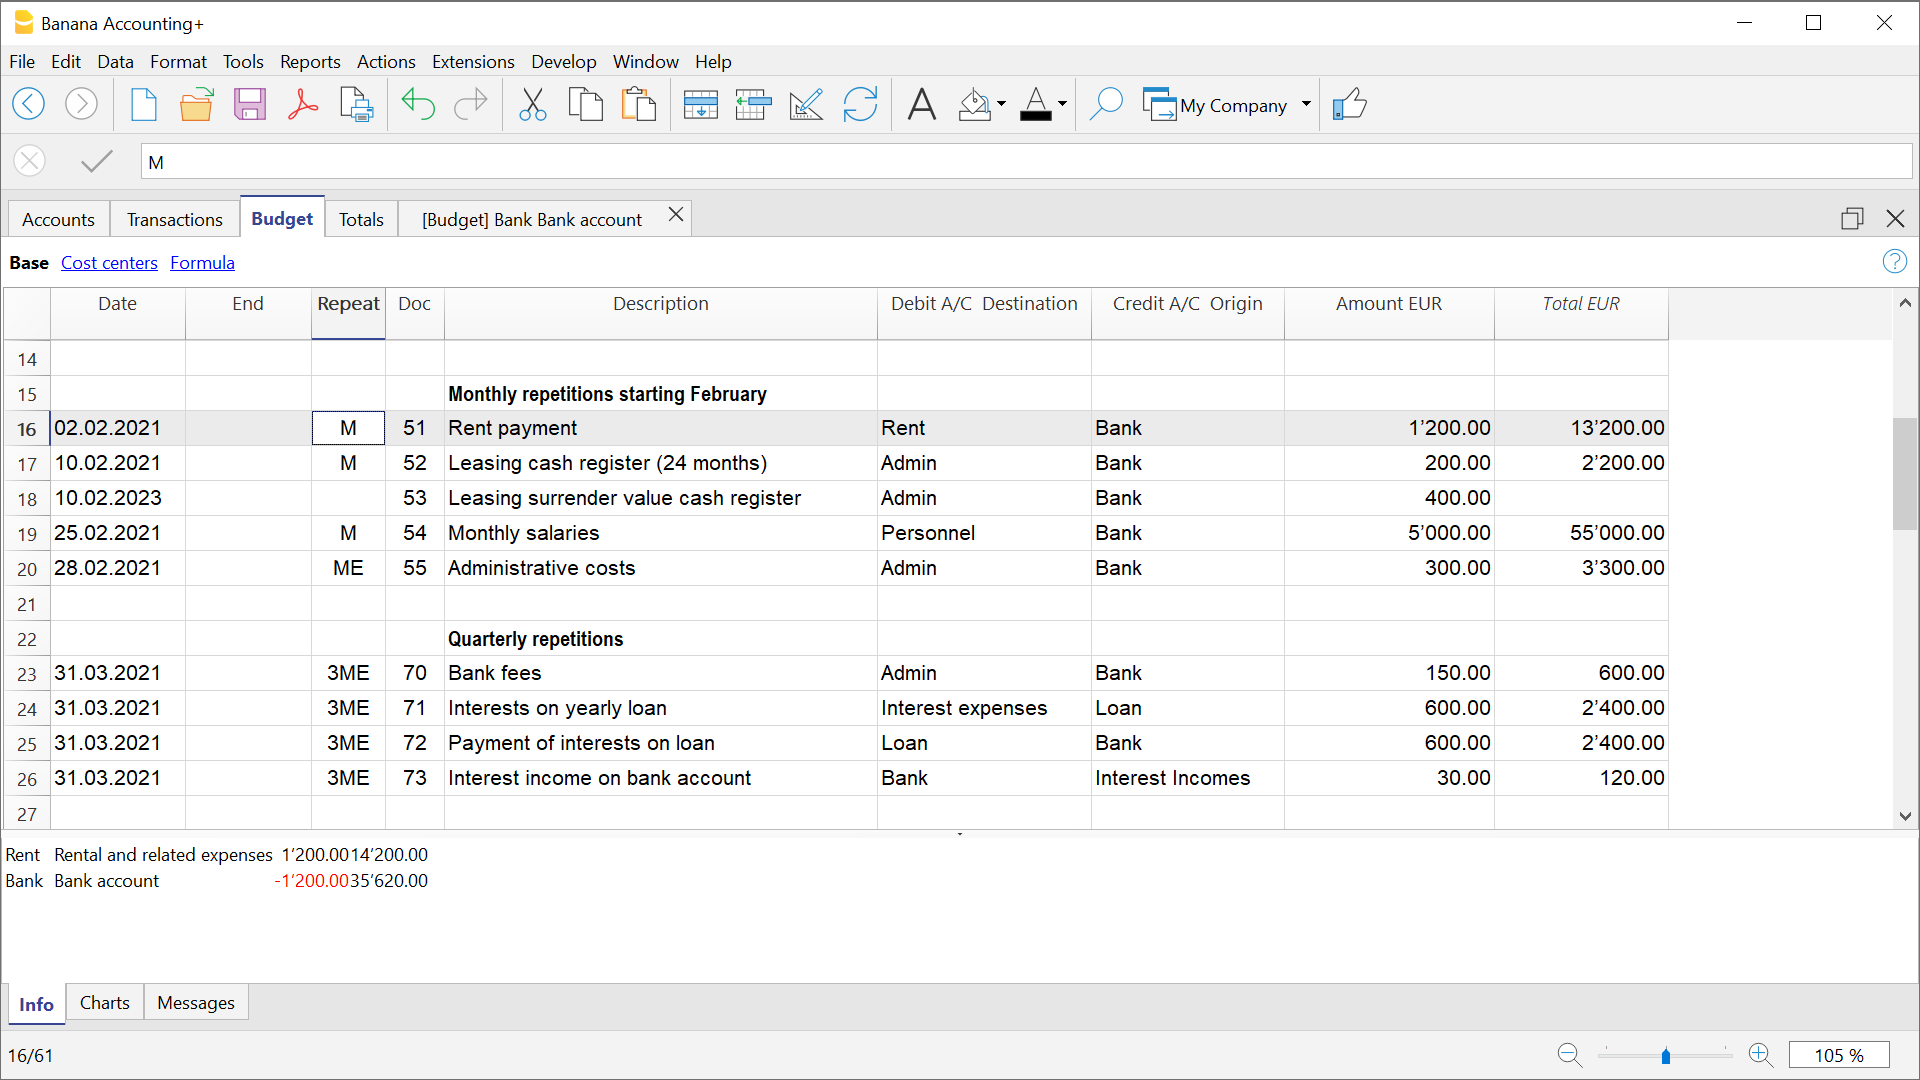 Banana Accounting+
File Edit Data Format Tools Reports Actions Extensions Develop Window Help
My Company
M
Accounts Transactions Budget Totals [Budget] Bank Bank account
Base Cost centers Formula
Date End Repeat Doc Description Debit A/C Destination Credit A/C Origin Amount EUR Total EUR
14
15 Monthly repetitions starting February
16 02.02.2021 M 51 Rent payment Rent Bank 1’200.00 13’200.00
17 10.02.2021 M 52 Leasing cash register (24 months) Admin Bank 200.00 2’200.00
18 10.02.2023 53 Leasing surrender value cash register Admin Bank 400.00
19 25.02.2021 M 54 Monthly salaries Personnel Bank 5’000.00 55’000.00
20 28.02.2021 ME 55 Administrative costs Admin Bank 300.00 3’300.00
21
22 Quarterly repetitions
23 31.03.2021 3ME 70 Bank fees Admin Bank 150.00 600.00
24 31.03.2021 3ME 71 Interests on yearly loan Interest expenses Loan 600.00 2’400.00
25 31.03.2021 3ME 72 Payment of interests on loan Loan Bank 600.00 2’400.00
26 31.03.2021 3ME 73 Interest income on bank account Bank Interest Incomes 30.00 120.00
27
Rent Rental and related expenses 1’200.00 14’200.00
Bank Bank account -1’200.00 35’620.00
Info Charts Messages
16/61 105 %